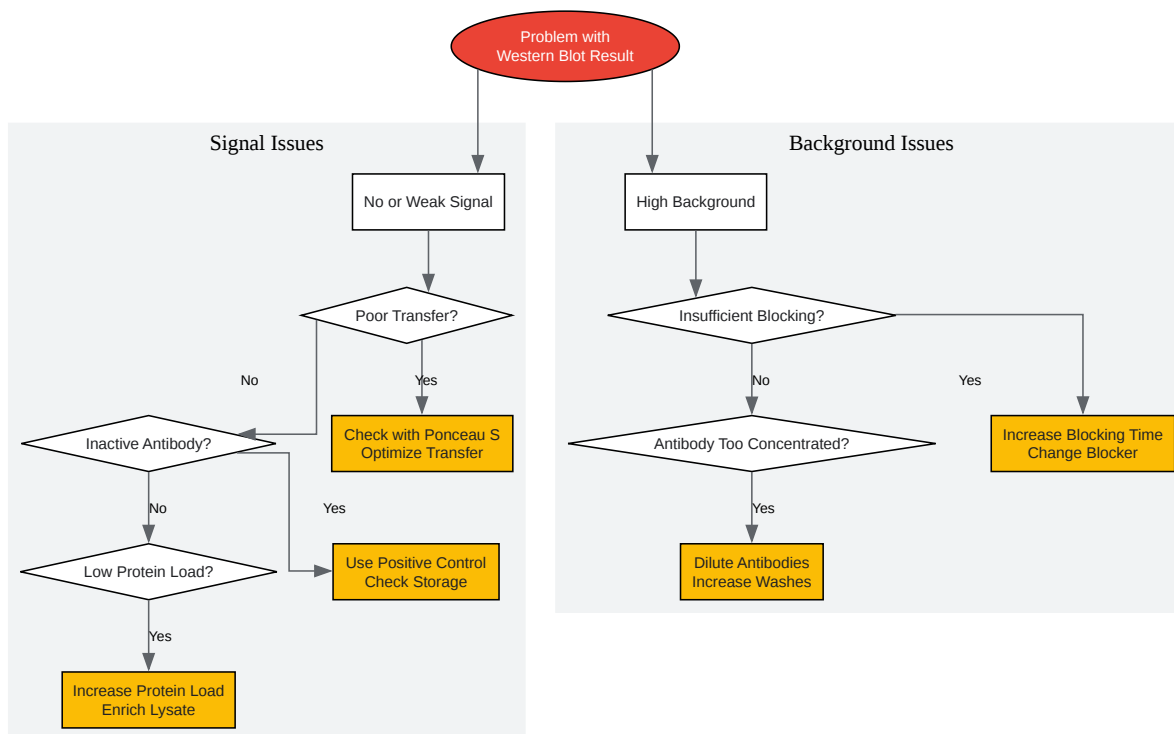 Problem with
Western Blot Result
Signal Issues
Background Issues
No or Weak Signal
High Background
Poor Transfer?
Insufficient Blocking?
No
Yes
No
Yes
Inactive Antibody?
Check with Ponceau S
Optimize Transfer
Antibody Too Concentrated?
Increase Blocking Time
Change Blocker
No
Yes
Yes
Low Protein Load?
Use Positive Control
Check Storage
Dilute Antibodies
Increase Washes
Yes
Increase Protein Load
Enrich Lysate